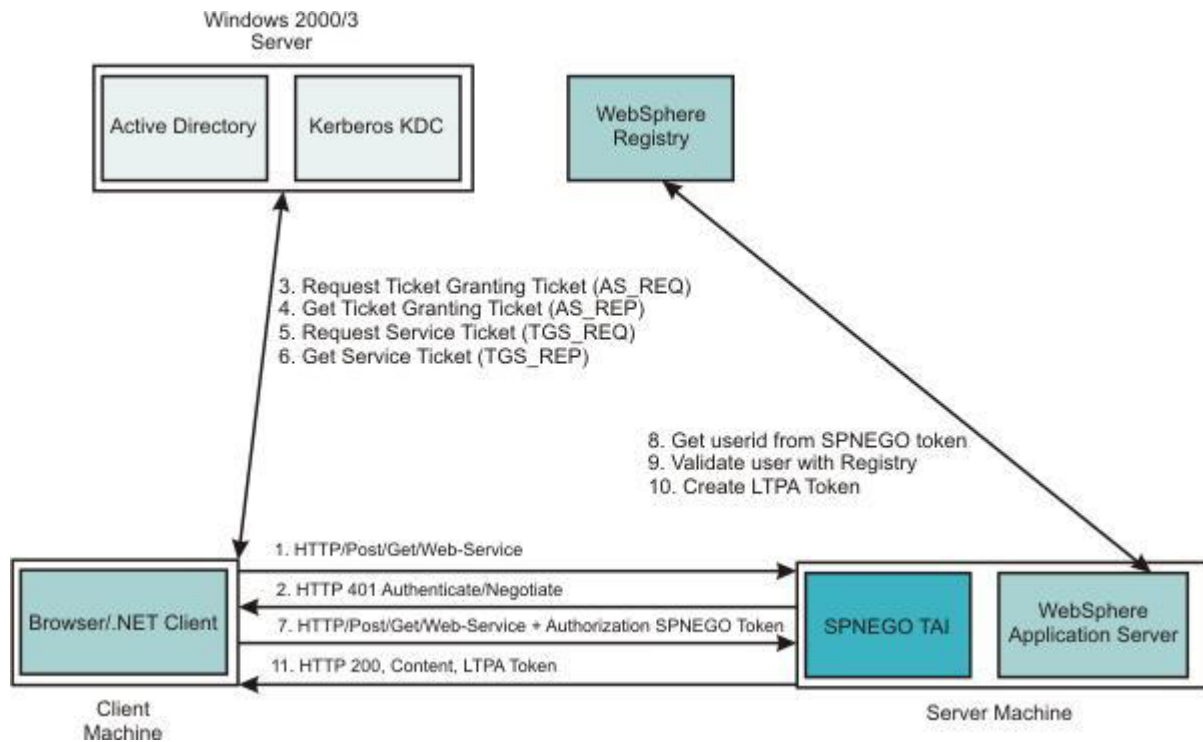 Windows 2000/3
Server
Active Directory
Kerberos KDC
WebSphere
Registry
3. Request Ticket Granting Ticket (AS_REQ)
4. Get Ticket Granting Ticket (AS_REP)
5. Request Service Ticket (TGS_REQ)
6. Get Service Ticket (TGS_REP)
8. Get userid from SPNEGO token
9. Validate user with Registry
10. Create LTPA Token
1. HTTP/Post/Get/Web-Service
2. HTTP 401 Authenticate/Negotiate
7. HTTP/Post/Get/Web-Service + Authorization SPNEGO Token
11. HTTP 200, Content, LTPA Token
Browser/.NET Client
SPNEGO TAI
WebSphere
Application Server
Client
Machine
Server Machine